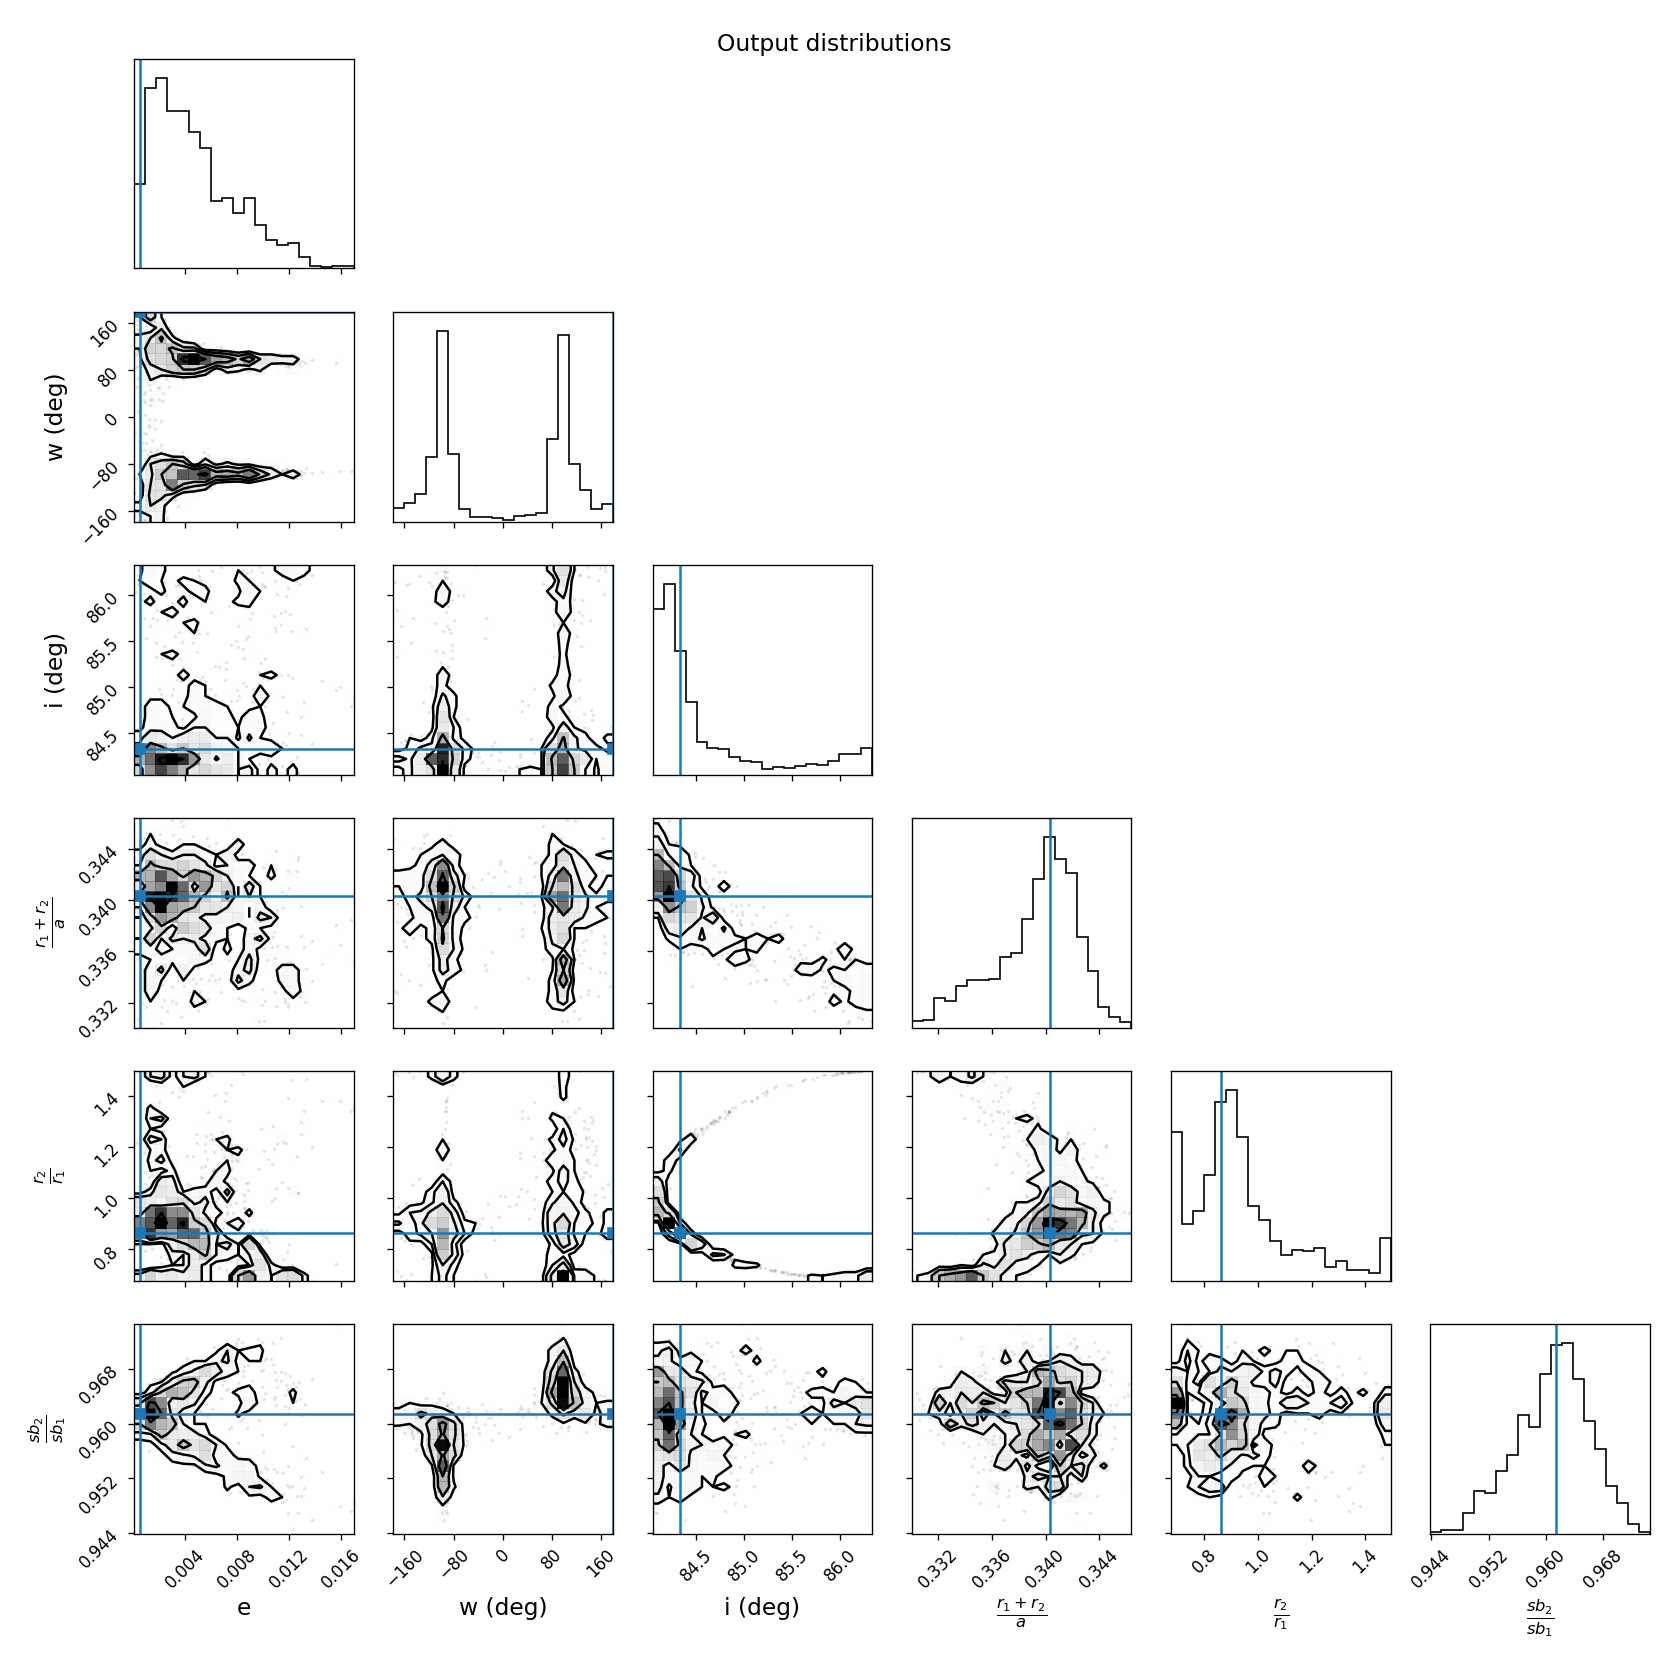 Output distributions
w (deg)
160
80
0
−80
−160
i (deg)
86.0
85.5
85.0
84.5
r₁ + r₂
a
0.344
0.340
0.336
0.332
r₂
r₁
1.4
1.2
1.0
0.8
sb₂
sb₁
0.968
0.960
0.952
0.944
0.004 0.008 0.012 0.016 −160 −80 0 80 160 84.5 85.0 85.5 86.0 0.332 0.336 0.340 0.344 0.8 1.0 1.2 1.4 0.944 0.952 0.960 0.968
e w (deg) i (deg) r₁ + r₂ r₂ sb₂
a r₁ sb₁